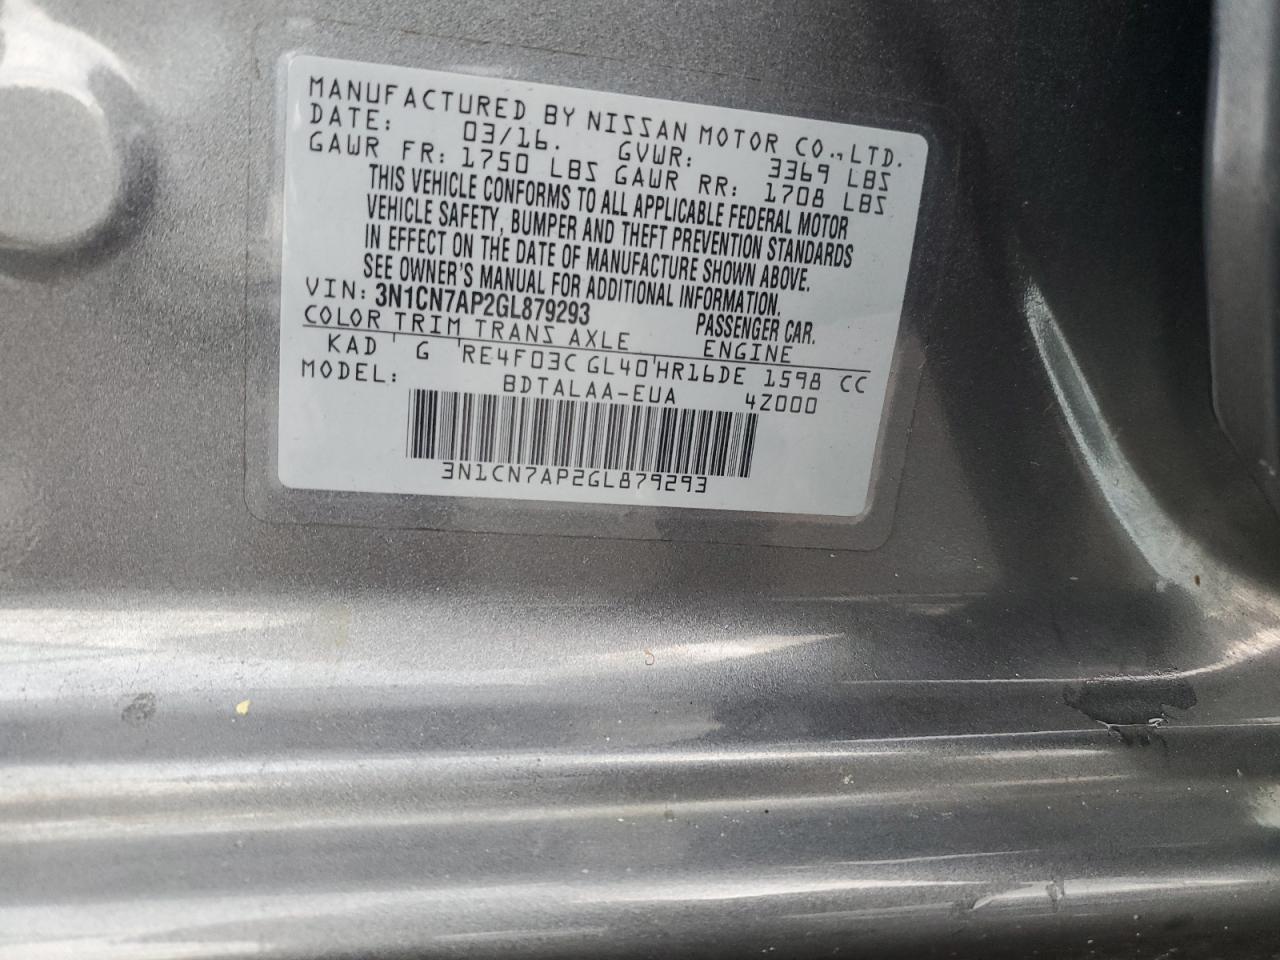 MANUFACTURED BY NISSAN MOTOR CO.,LTD.
DATE: 03/16. GVWR: 3369 LBS
GAWR FR: 1750 LBS GAWR RR: 1708 LBS
THIS VEHICLE CONFORMS TO ALL APPLICABLE FEDERAL MOTOR
VEHICLE SAFETY, BUMPER AND THEFT PREVENTION STANDARDS
IN EFFECT ON THE DATE OF MANUFACTURE SHOWN ABOVE.
SEE OWNER'S MANUAL FOR ADDITIONAL INFORMATION.
VIN: 3N1CN7AP2GL879293 PASSENGER CAR.
COLOR TRIM TRANS AXLE ENGINE
KAD ' G 'RE4F03C GL40'HR16DE 1598 CC
MODEL: BDTALAA-EUA 4Z000
3N1CN7AP2GL879293